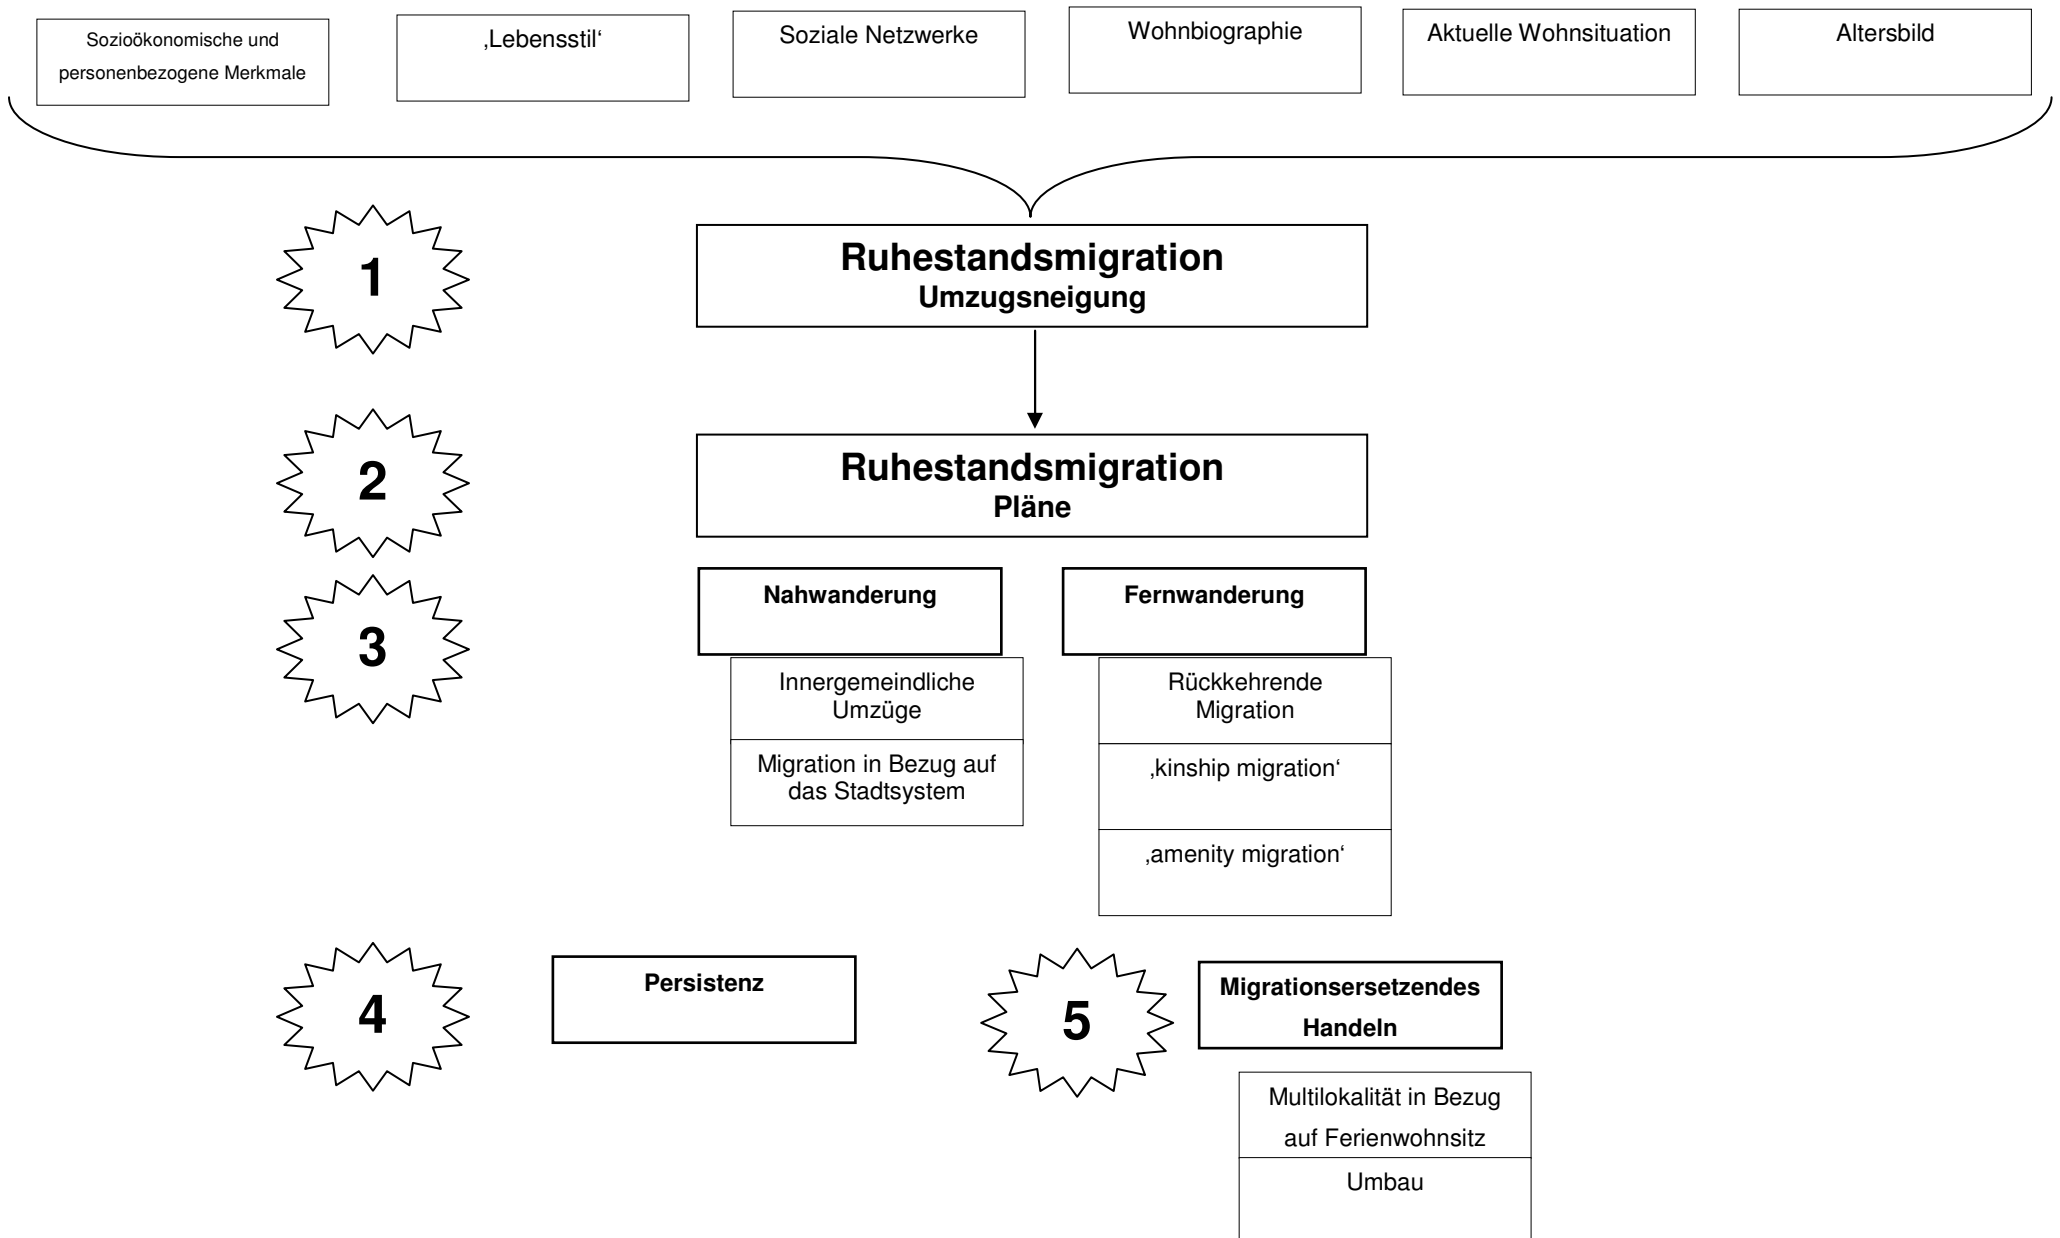 Sozioökonomische und
personenbezogene Merkmale
‚Lebensstil‘
Soziale Netzwerke
Wohnbiographie
Aktuelle Wohnsituation
Altersbild
1
Ruhestandsmigration
Umzugsneigung
2
Ruhestandsmigration
Pläne
3
Nahwanderung
Innergemeindliche
Umzüge
Migration in Bezug auf
das Stadtsystem
Fernwanderung
Rückkehrende
Migration
‚kinship migration‘
‚amenity migration‘
4
Persistenz
5
Migrationsersetzendes
Handeln
Multilokalität in Bezug
auf Ferienwohnsitz
Umbau